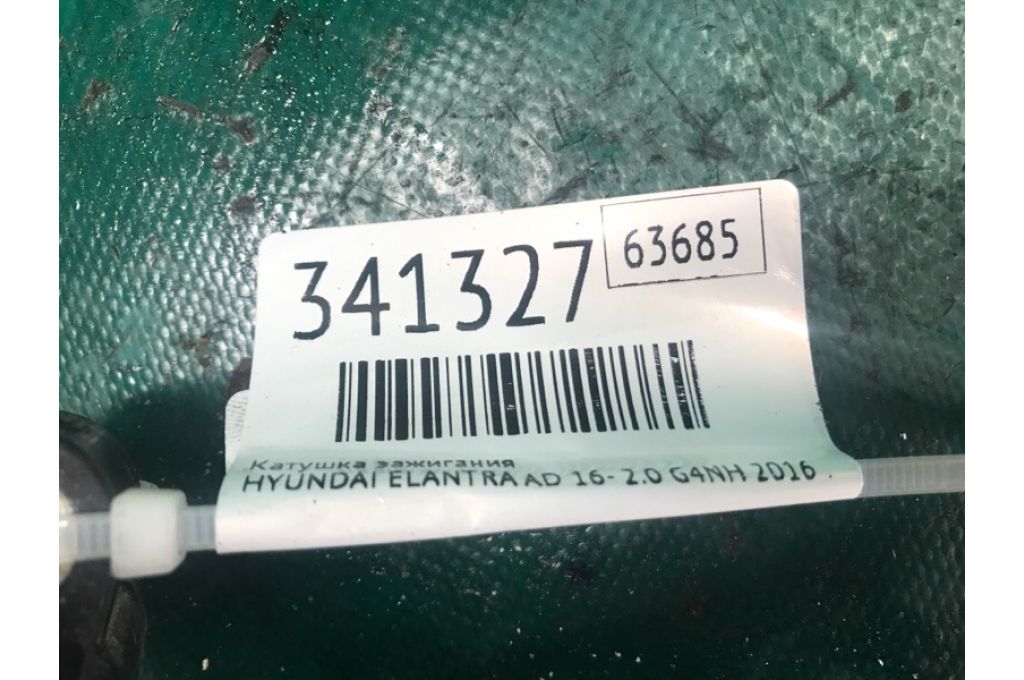 341327
63685
Катушка зажигания
HYUNDAI ELANTRA AD 16- 2.0 G4NH 2016